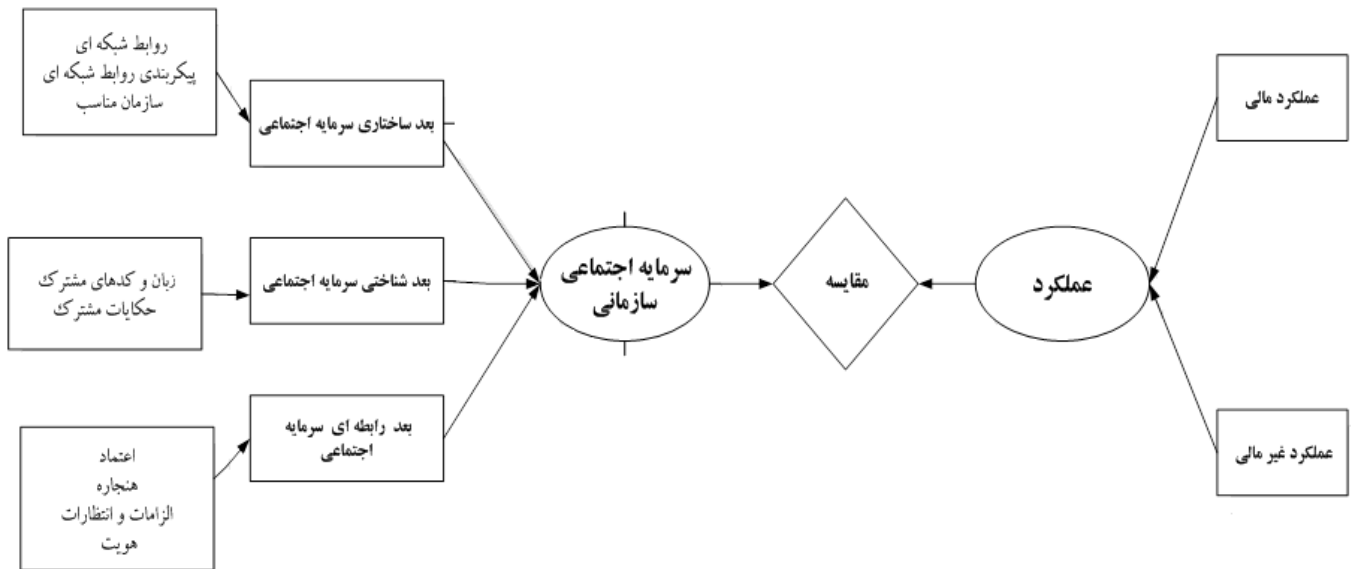 روابط شبکه ای
پیکربندی روابط شبکه ای
سازمان مناسب
بعد ساختاری سرمایه اجتماعی
زبان و کدهای مشترک
حکایات مشترک
بعد شناختی سرمایه اجتماعی
اعتماد
هنجاره
الزامات و انتظارات
هویت
بعد رابطه ای سرمایه
اجتماعی
سرمایه اجتماعی
سازمانی
مقایسه
عملکرد
عملکرد مالی
عملکرد غیر مالی